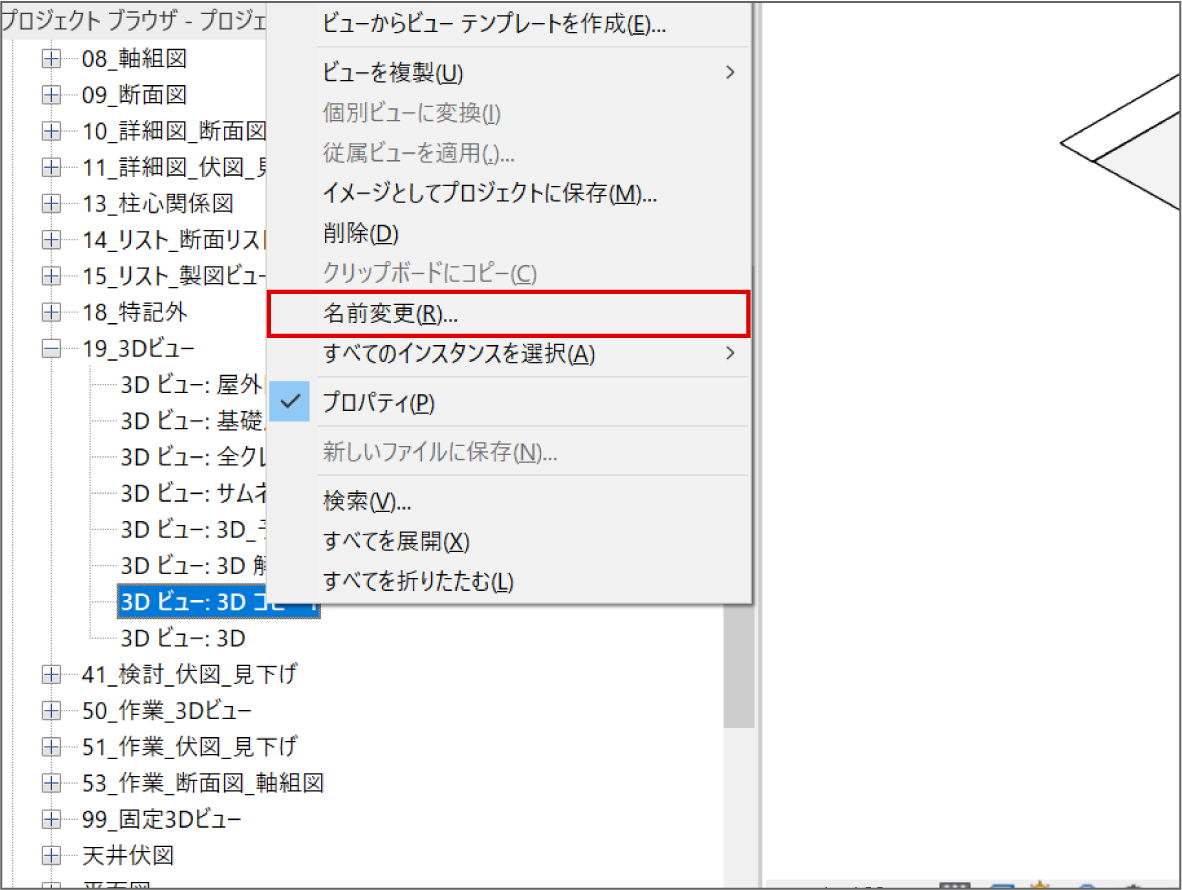 プロジェクト ブラウザ - プロジェ
08_軸組図
09_断面図
10_詳細図_断面図
11_詳細図_伏図_見
13_柱心関係図
14_リスト_断面リスト
15_リスト_製図ビュー
18_特記外
19_3Dビュー
3D ビュー: 屋外
3D ビュー: 基礎
3D ビュー: 全クレ
3D ビュー: サムネ
3D ビュー: 3D_
3D ビュー: 3D 解
3D ビュー: 3D コピー 1
3D ビュー: 3D
41_検討_伏図_見下げ
50_作業_3Dビュー
51_作業_伏図_見下げ
53_作業_断面図_軸組図
99_固定3Dビュー
天井伏図
平面図
ビューからビュー テンプレートを作成(E)...
ビューを複製(U)
個別ビューに変換(I)
従属ビューを適用(.)...
イメージとしてプロジェクトに保存(M)...
削除(D)
クリップボードにコピー(C)
名前変更(R)...
すべてのインスタンスを選択(A)
プロパティ(P)
新しいファイルに保存(N)...
検索(V)...
すべてを展開(X)
すべてを折りたたむ(L)